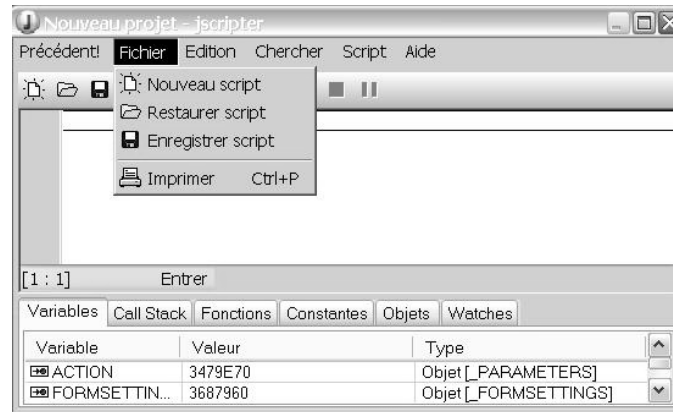 Nouveau projet - jscripter
Précédent! Fichier Edition Chercher Script Aide
Nouveau script
Restaurer script
Enregistrer script
Imprimer Ctrl+P
[1 : 1] Entrer
Variables Call Stack Fonctions Constantes Objets Watches
Variable Valeur Type
ACTION 3479E70 Objet [_PARAMETERS]
FORMSETTIN... 3687960 Objet [_FORMSETTINGS]